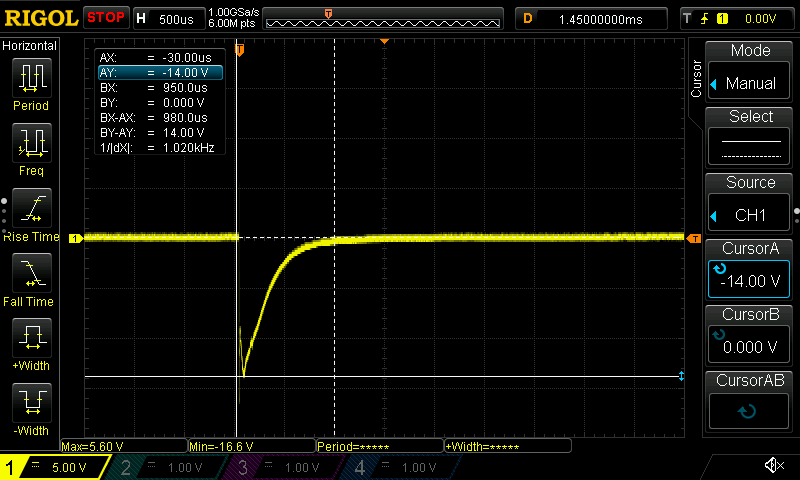 RIGOL STOP H 500us 1.00GSa/s 6.00M pts T D 1.45000000ms T 1 0.00V
Horizontal
Period
Freq
Rise Time
Fall Time
+Width
-Width
AX: = -30.00us
AY: = -14.00 V
BX: = 950.0us
BY: = 0.000 V
BX-AX: = 980.0us
BY-AY: = 14.00 V
1/|dX|: = 1.020kHz
T
1
T
Cursor
Mode
Manual
Select
Source
CH1
CursorA
-14.00 V
CursorB
0.000 V
CursorAB
Max=5.60 V Min=-16.6 V Period=***** +Width=*****
1 = 5.00 V 2 = 1.00 V 3 = 1.00 V 4 = 1.00 V